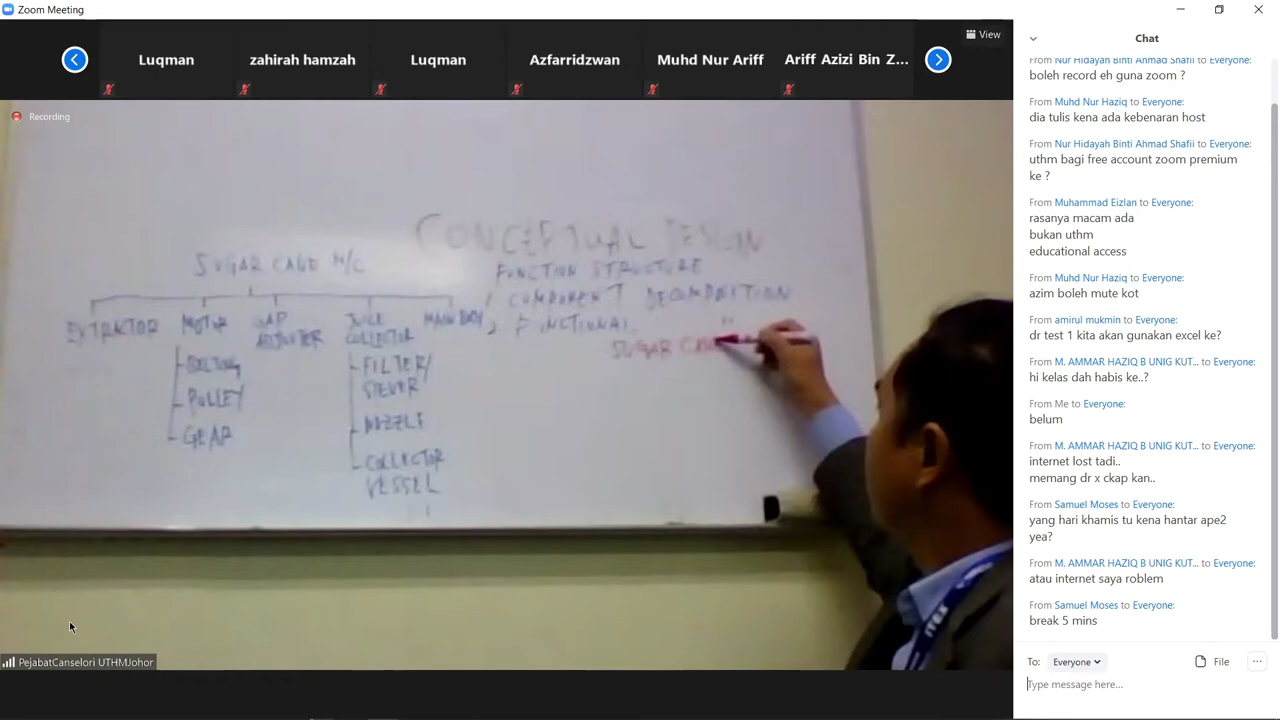 Zoom Meeting
View
Luqman
zahirah hamzah
Luqman
Azfarridzwan
Muhd Nur Ariff
Ariff Azizi Bin Z...
Recording
CONCEPTUAL DESIGN
SUGAR CANE
FUNCTION STRUCTURE
COMPONENT DECOMPOSITION
FUNCTIONAL
SUGAR CAN
EXTRACTOR
MOTOR
BELTING
PULLEY
GEAR
GAP
ADJUSTER
JUICE
COLLECTOR
FILTER/
SIEVER
NOZZLE
COLLECTOR
VESSEL
MAIN BODY
PejabatCanselori UTHMJohor
Chat
From Nur Hidayah Binti Ahmad Shafii to Everyone:
boleh record eh guna zoom ?
From Muhd Nur Haziq to Everyone:
dia tulis kena ada kebenaran host
From Nur Hidayah Binti Ahmad Shafii to Everyone:
uthm bagi free account zoom premium
ke ?
From Muhammad Eizlan to Everyone:
rasanya macam ada
bukan uthm
educational access
From Muhd Nur Haziq to Everyone:
azim boleh mute kot
From amirul mukmin to Everyone:
dr test 1 kita akan gunakan excel ke?
From M. AMMAR HAZIQ B UNIG KUT... to Everyone:
hi kelas dah habis ke..?
From Me to Everyone:
belum
From M. AMMAR HAZIQ B UNIG KUT... to Everyone:
internet lost tadi..
memang dr x ckap kan..
From Samuel Moses to Everyone:
yang hari khamis tu kena hantar ape2
yea?
From M. AMMAR HAZIQ B UNIG KUT... to Everyone:
atau internet saya roblem
From Samuel Moses to Everyone:
break 5 mins
To: Everyone
File
Type message here...